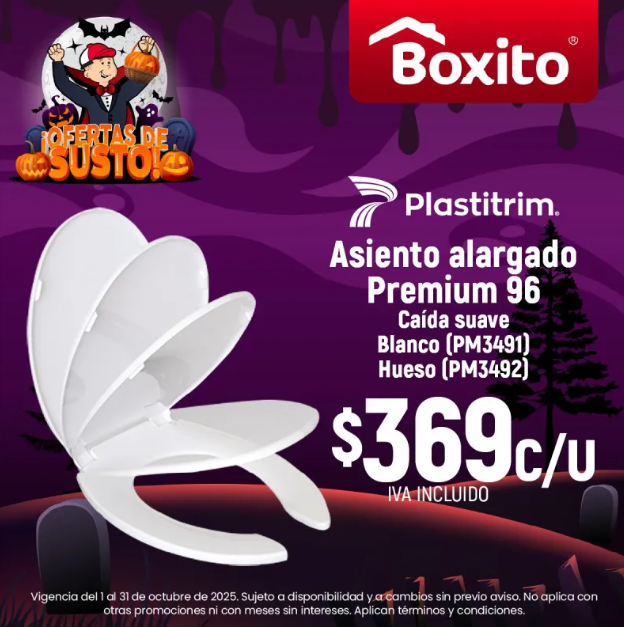 ¡OFERTAS DE
SUSTO!
Boxito®
Plastitrim®
Asiento alargado
Premium 96
Caída suave
Blanco (PM3491)
Hueso (PM3492)
$369 C/U
IVA INCLUIDO
Vigencia del 1 al 31 de octubre de 2025. Sujeto a disponibilidad y a cambios sin previo aviso. No aplica con
otras promociones ni con meses sin intereses. Aplican términos y condiciones.